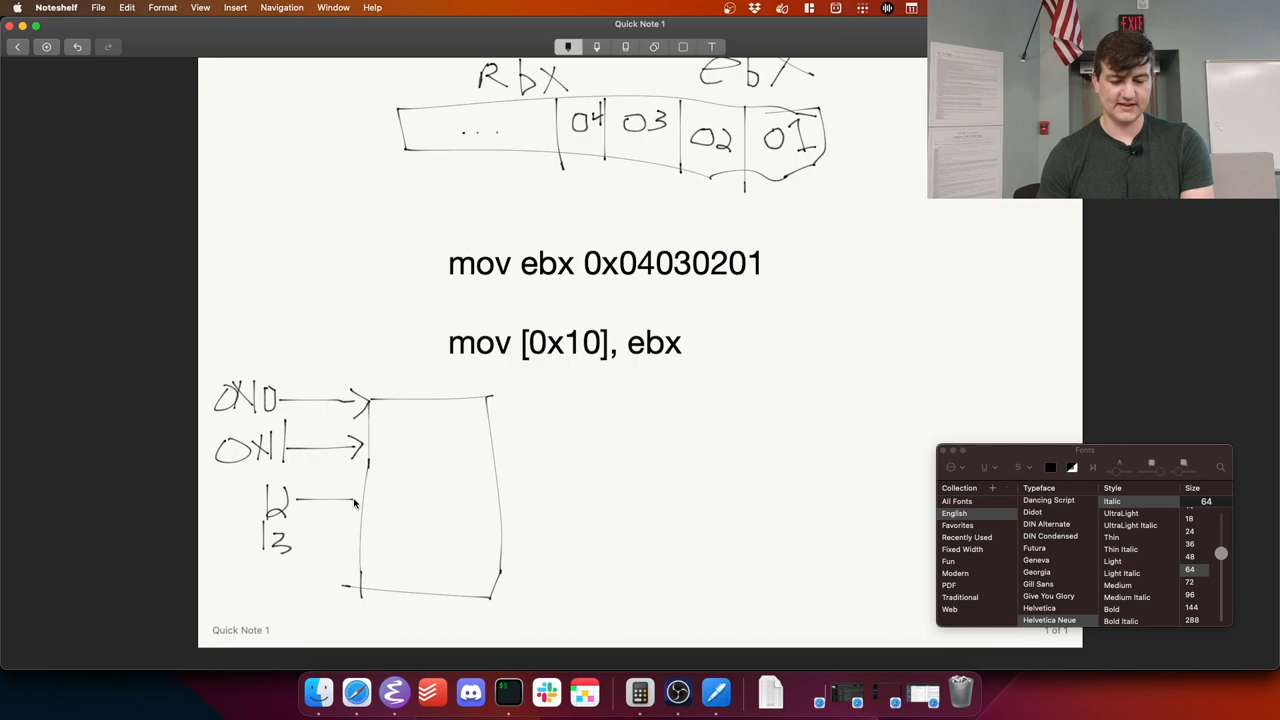 Noteshelf File Edit Format View Insert Navigation Window Help
Quick Note 1
T
EXIT
Rbx ebx
... 04 03 02 01
mov ebx 0x04030201
mov [0x10], ebx
0x10
0x11
12
13
Quick Note 1
1 of 1
Fonts
Collection Typeface Style Size
All Fonts Dancing Script Italic 64
English Didot UltraLight 18
Favorites DIN Alternate UltraLight Italic 24
Recently Used DIN Condensed Thin 36
Fixed Width Futura Thin Italic 48
Fun Geneva Light 64
Modern Georgia Light Italic 72
PDF Gill Sans Medium 96
Traditional Give You Glory Medium Italic 144
Web Helvetica Bold 288
Helvetica Neue Bold Italic